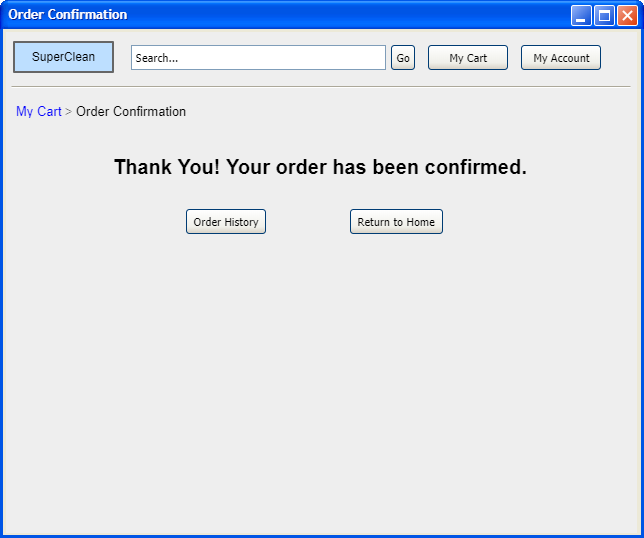 Order Confirmation
SuperClean Search... Go My Cart My Account
My Cart > Order Confirmation
Thank You! Your order has been confirmed.
Order History Return to Home